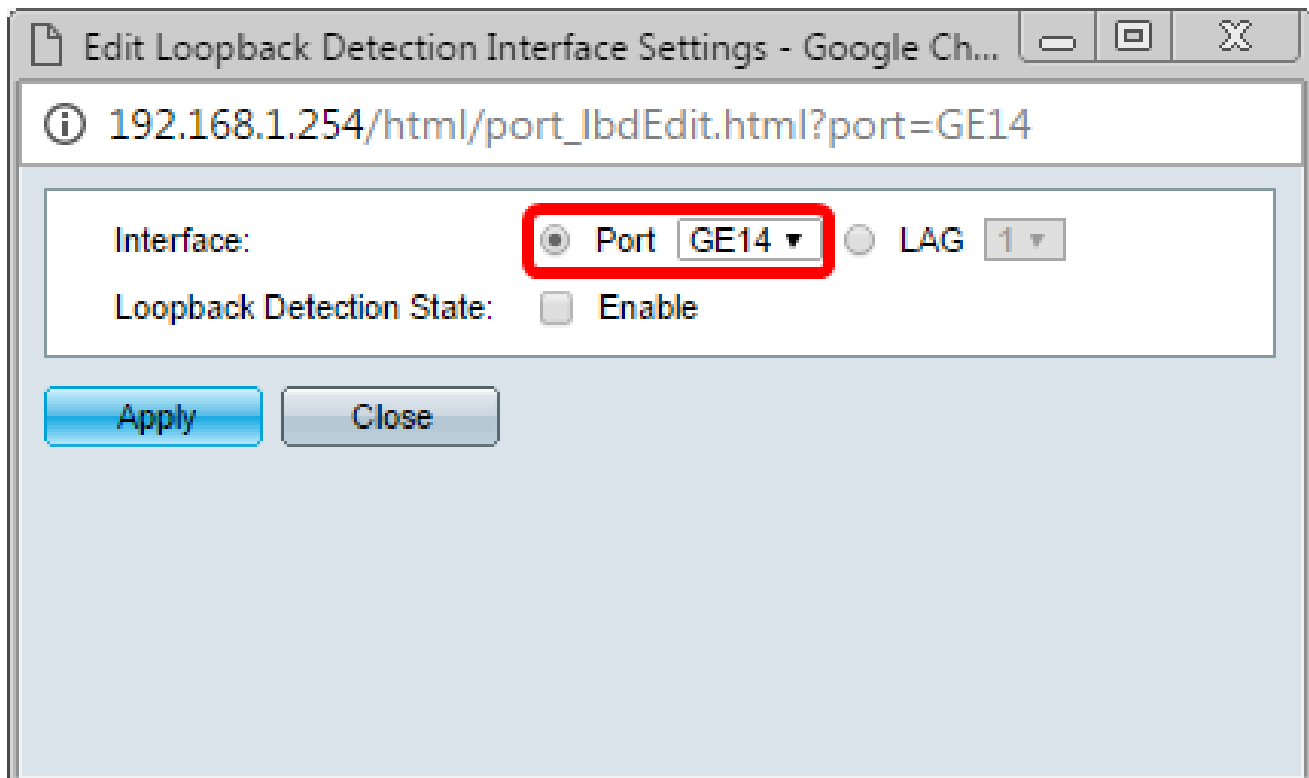 Edit Loopback Detection Interface Settings - Google Ch...
192.168.1.254/html/port_lbdEdit.html?port=GE14
Interface: Port GE14 LAG 1
Loopback Detection State: Enable
Apply Close